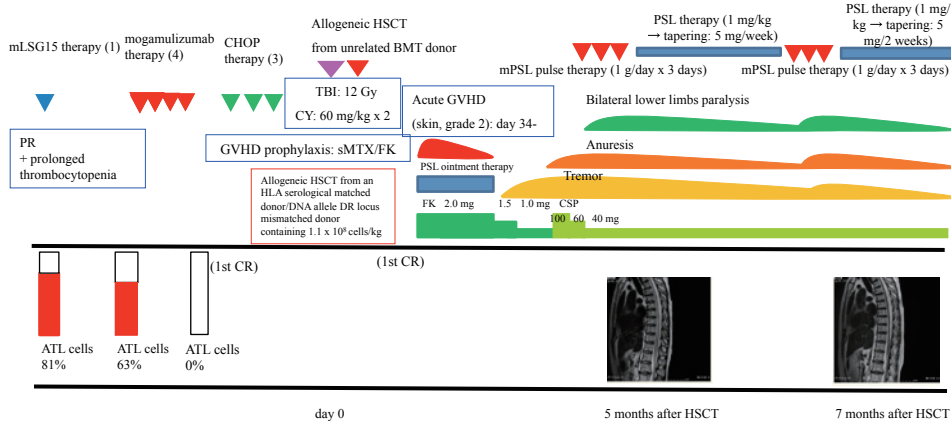 mLSG15 therapy (1)
mogamulizumab
therapy (4)
CHOP
therapy (3)
Allogeneic HSCT
from unrelated BMT donor
PSL therapy (1 mg/kg
→ tapering: 5 mg/week)
PSL therapy (1 mg/
kg → tapering: 5
mg/2 weeks)
mPSL pulse therapy (1 g/day x 3 days)
mPSL pulse therapy (1 g/day x 3 days)
TBI: 12 Gy
CY: 60 mg/kg x 2
Acute GVHD
(skin, grade 2): day 34-
PR
+ prolonged
thrombocytopenia
GVHD prophylaxis: sMTX/FK
Allogeneic HSCT from an
HLA serological matched
donor/DNA allele DR locus
mismatched donor
containing 1.1 x 10⁸ cells/kg
PSL ointment therapy
Bilateral lower limbs paralysis
Anuresis
Tremor
FK 2.0 mg 1.5 1.0 mg CSP
100 60 40 mg
(1st CR)
(1st CR)
ATL cells
81%
ATL cells
63%
ATL cells
0%
day 0
5 months after HSCT
7 months after HSCT